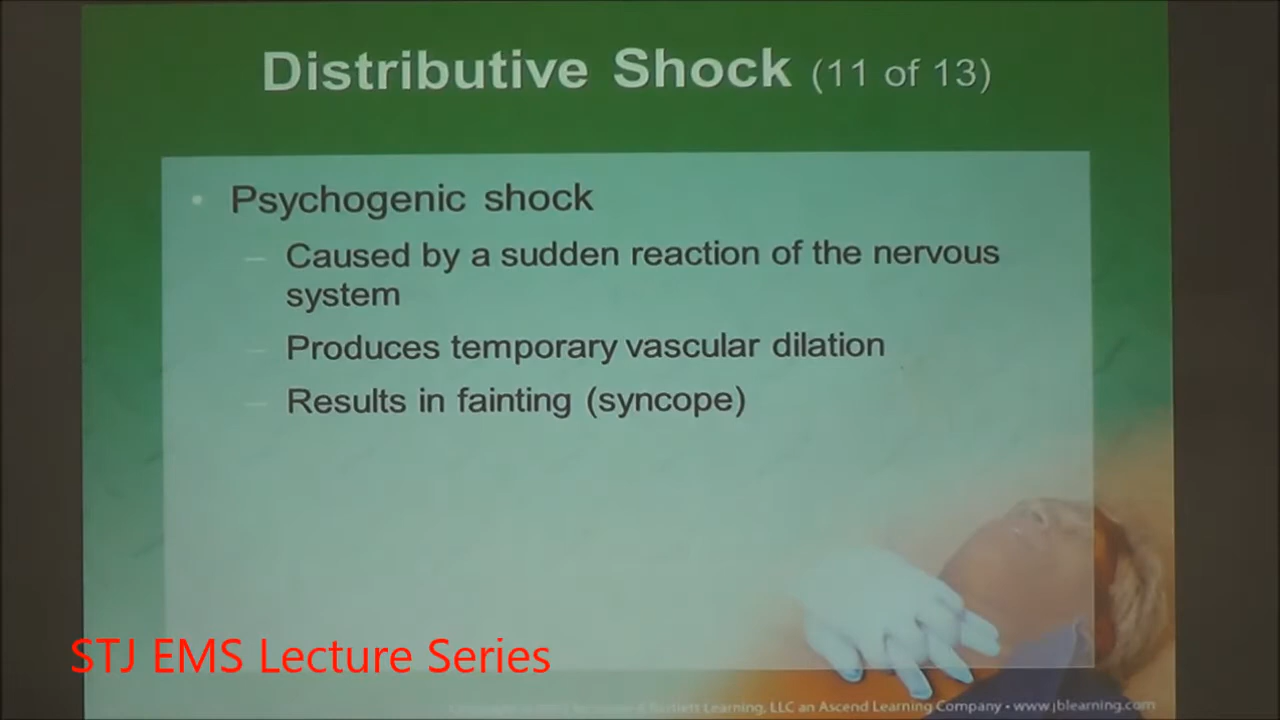 Distributive Shock (11 of 13)
• Psychogenic shock
– Caused by a sudden reaction of the nervous
system
– Produces temporary vascular dilation
– Results in fainting (syncope)
STJ EMS Lecture Series
Bartlett Learning, LLC an Ascend Learning Company • www.jblearning.com